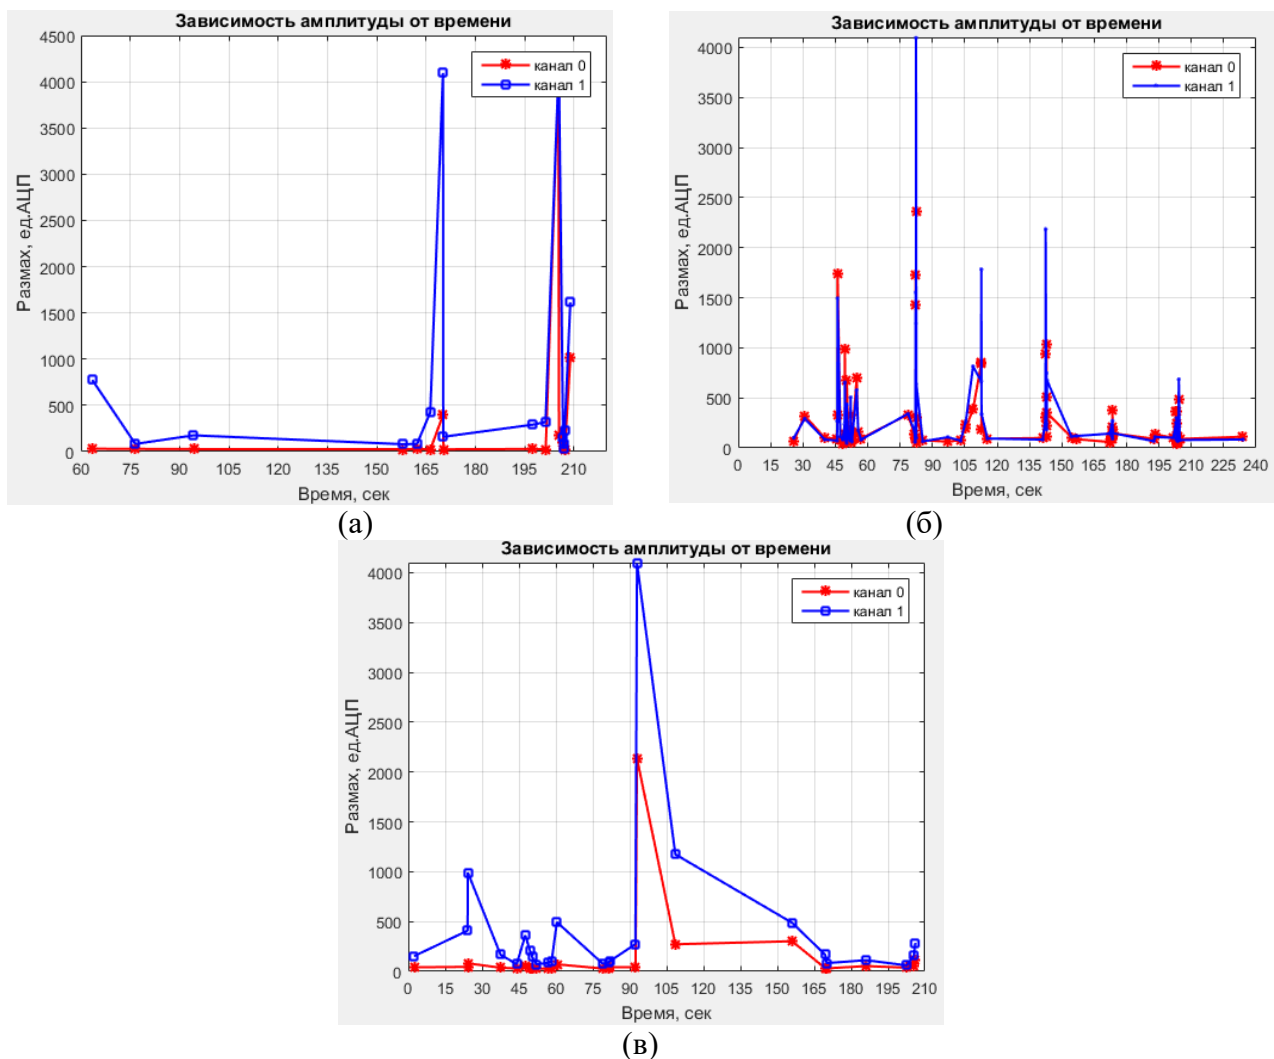 Зависимость амплитуды от времени
4500
4000
3500
3000
2500
2000
1500
1000
500
0
Размах, ед.АЦП
канал 0
канал 1
60 75 90 105 120 135 150 165 180 195 210
Время, сек
(а)
Зависимость амплитуды от времени
4000
3500
3000
2500
2000
1500
1000
500
0
Размах, ед.АЦП
канал 0
канал 1
0 15 30 45 60 75 90 105 120 135 150 165 180 195 210 225 240
Время, сек
(б)
Зависимость амплитуды от времени
4000
3500
3000
2500
2000
1500
1000
500
0
Размах, ед.АЦП
канал 0
канал 1
0 15 30 45 60 75 90 105 120 135 150 165 180 195 210
Время, сек
(в)